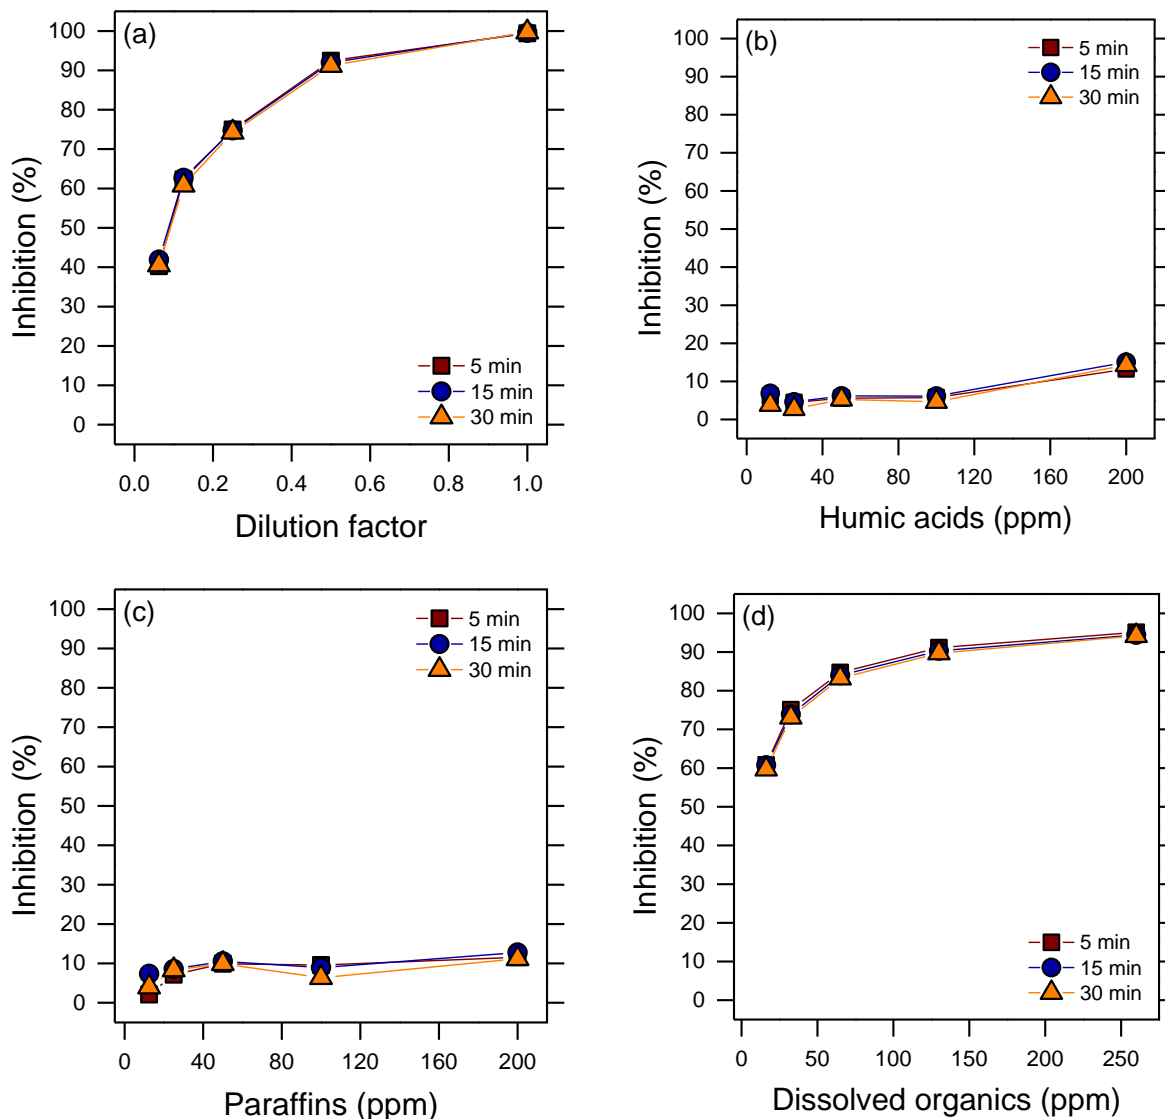 (a)
100
90
80
70
60
50
40
30
20
10
0
Inhibition (%)
5 min
15 min
30 min
0.0 0.2 0.4 0.6 0.8 1.0
Dilution factor
(b)
100
90
80
70
60
50
40
30
20
10
0
Inhibition (%)
5 min
15 min
30 min
0 40 80 120 160 200
Humic acids (ppm)
(c)
100
90
80
70
60
50
40
30
20
10
0
Inhibition (%)
5 min
15 min
30 min
0 40 80 120 160 200
Paraffins (ppm)
(d)
100
90
80
70
60
50
40
30
20
10
0
Inhibition (%)
5 min
15 min
30 min
0 50 100 150 200 250
Dissolved organics (ppm)